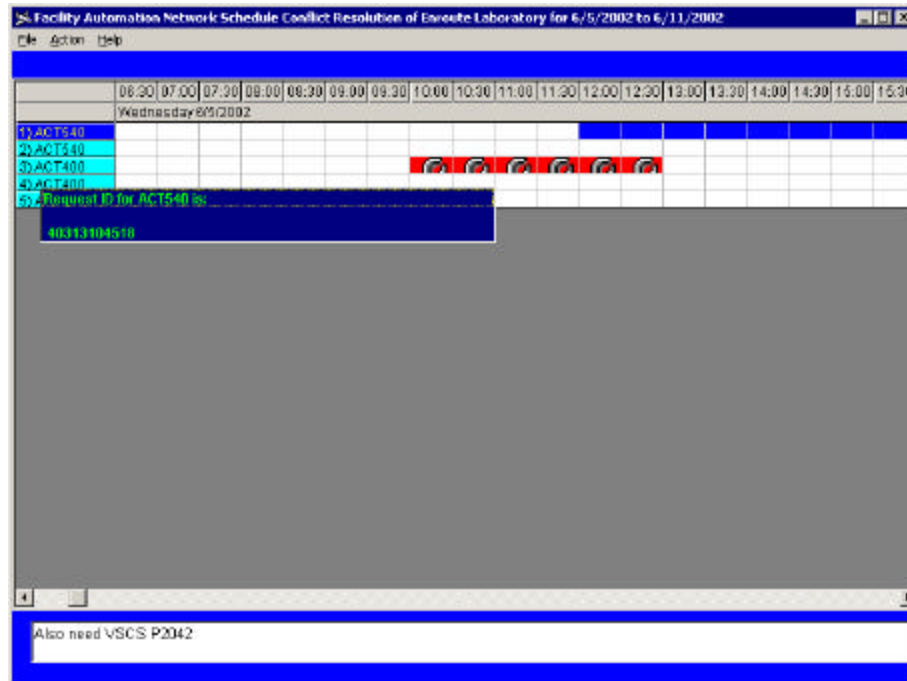 Facility Automation Network Schedule Conflict Resolution of Enroute Laboratory for 6/5/2002 to 6/11/2002
File Action Help
06:30 07:00 07:30 08:00 08:30 09:00 09:30 10:00 10:30 11:00 11:30 12:00 12:30 13:00 13:30 14:00 14:30 15:00 15:30
Wednesday 6/5/2002
1) ACT540
2) ACT540
3) ACT400
4) ACT400
5) A
Request ID for ACT540 is:
40313104518
Also need VSCS P2042